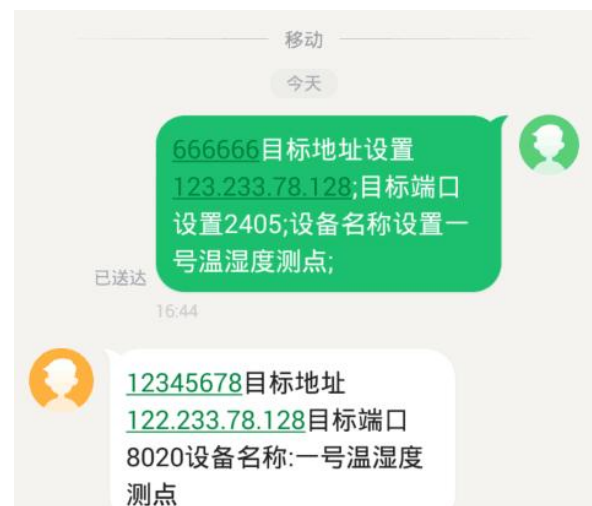 移动
今天
666666目标地址设置
123.233.78.128;目标端口
设置2405;设备名称设置一
号温湿度测点;
已送达
16:44
12345678目标地址
122.233.78.128目标端口
8020设备名称:一号温湿度
测点